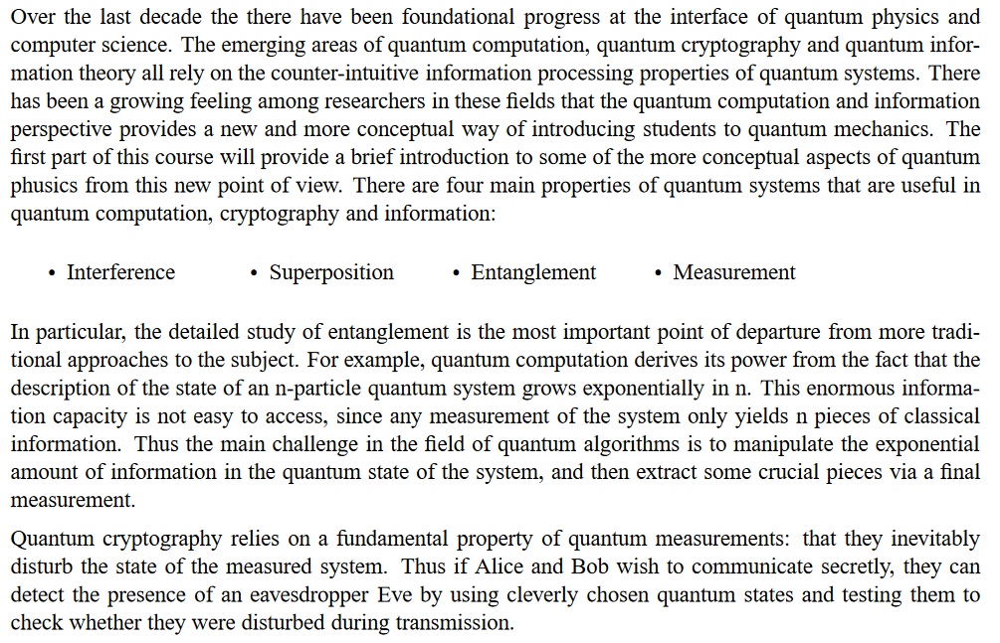 Over the last decade the there have been foundational progress at the interface of quantum physics and
computer science. The emerging areas of quantum computation, quantum cryptography and quantum infor-
mation theory all rely on the counter-intuitive information processing properties of quantum systems. There
has been a growing feeling among researchers in these fields that the quantum computation and information
perspective provides a new and more conceptual way of introducing students to quantum mechanics. The
first part of this course will provide a brief introduction to some of the more conceptual aspects of quantum
phusics from this new point of view. There are four main properties of quantum systems that are useful in
quantum computation, cryptography and information:
• Interference • Superposition • Entanglement • Measurement
In particular, the detailed study of entanglement is the most important point of departure from more tradi-
tional approaches to the subject. For example, quantum computation derives its power from the fact that the
description of the state of an n-particle quantum system grows exponentially in n. This enormous informa-
tion capacity is not easy to access, since any measurement of the system only yields n pieces of classical
information. Thus the main challenge in the field of quantum algorithms is to manipulate the exponential
amount of information in the quantum state of the system, and then extract some crucial pieces via a final
measurement.
Quantum cryptography relies on a fundamental property of quantum measurements: that they inevitably
disturb the state of the measured system. Thus if Alice and Bob wish to communicate secretly, they can
detect the presence of an eavesdropper Eve by using cleverly chosen quantum states and testing them to
check whether they were disturbed during transmission.